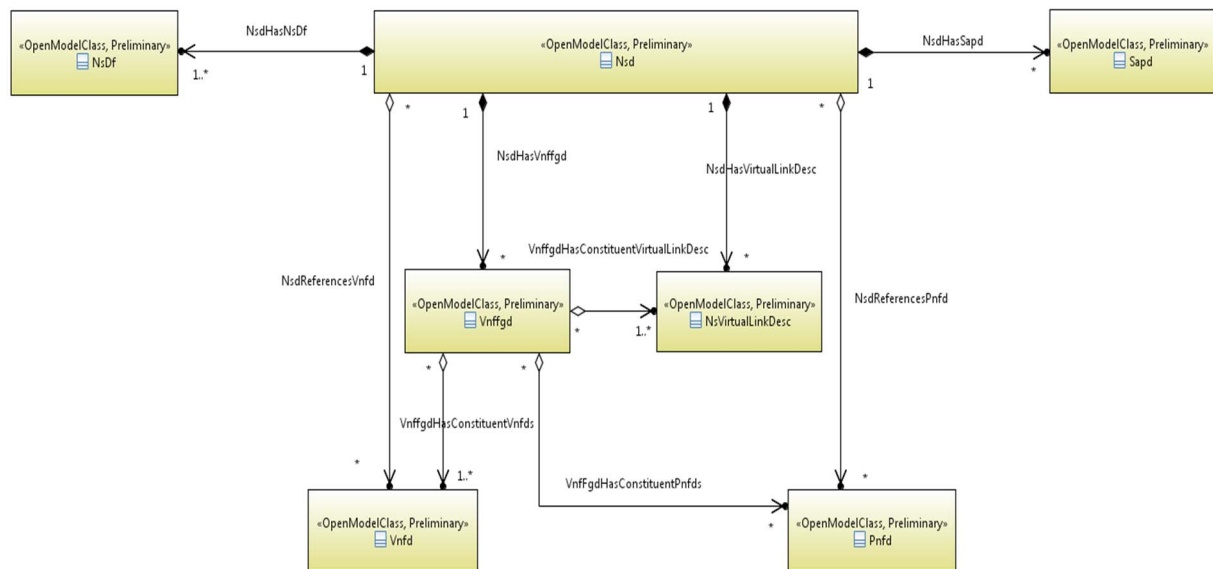 NsdHasNsDf
NsdHasSapd
«OpenModelClass, Preliminary»
NsDf
«OpenModelClass, Preliminary»
Nsd
«OpenModelClass, Preliminary»
Sapd
1..*
1
1
*
*
1
1
*
NsdHasVnffgd
NsdHasVirtualLinkDesc
VnffgdHasConstituentVirtualLinkDesc
*
*
NsdReferencesVnfd
NsdReferencesPnfd
«OpenModelClass, Preliminary»
Vnffgd
«OpenModelClass, Preliminary»
NsVirtualLinkDesc
*
1..*
*
*
VnffgdHasConstituentVnfds
VnfFgdHasConstituentPnfds
*
1..*
*
*
«OpenModelClass, Preliminary»
Vnfd
«OpenModelClass, Preliminary»
Pnfd